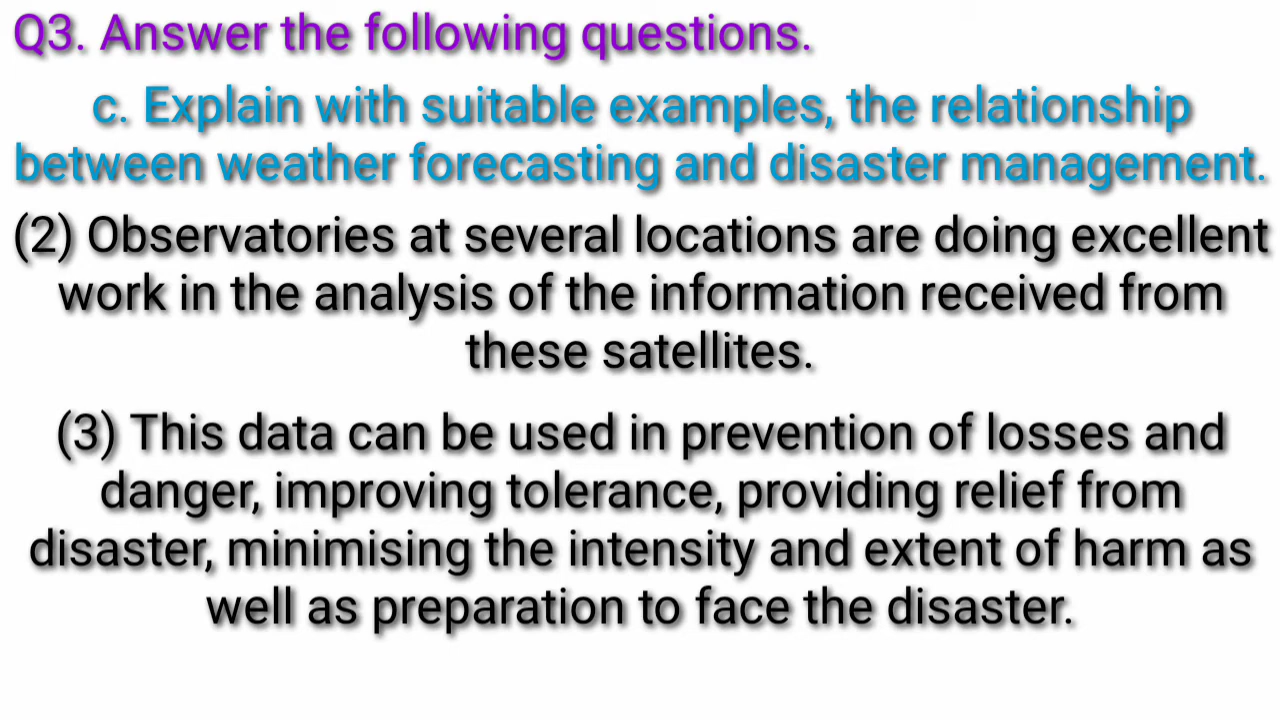 Q3. Answer the following questions.
c. Explain with suitable examples, the relationship
between weather forecasting and disaster management.
(2) Observatories at several locations are doing excellent
work in the analysis of the information received from
these satellites.
(3) This data can be used in prevention of losses and
danger, improving tolerance, providing relief from
disaster, minimising the intensity and extent of harm as
well as preparation to face the disaster.